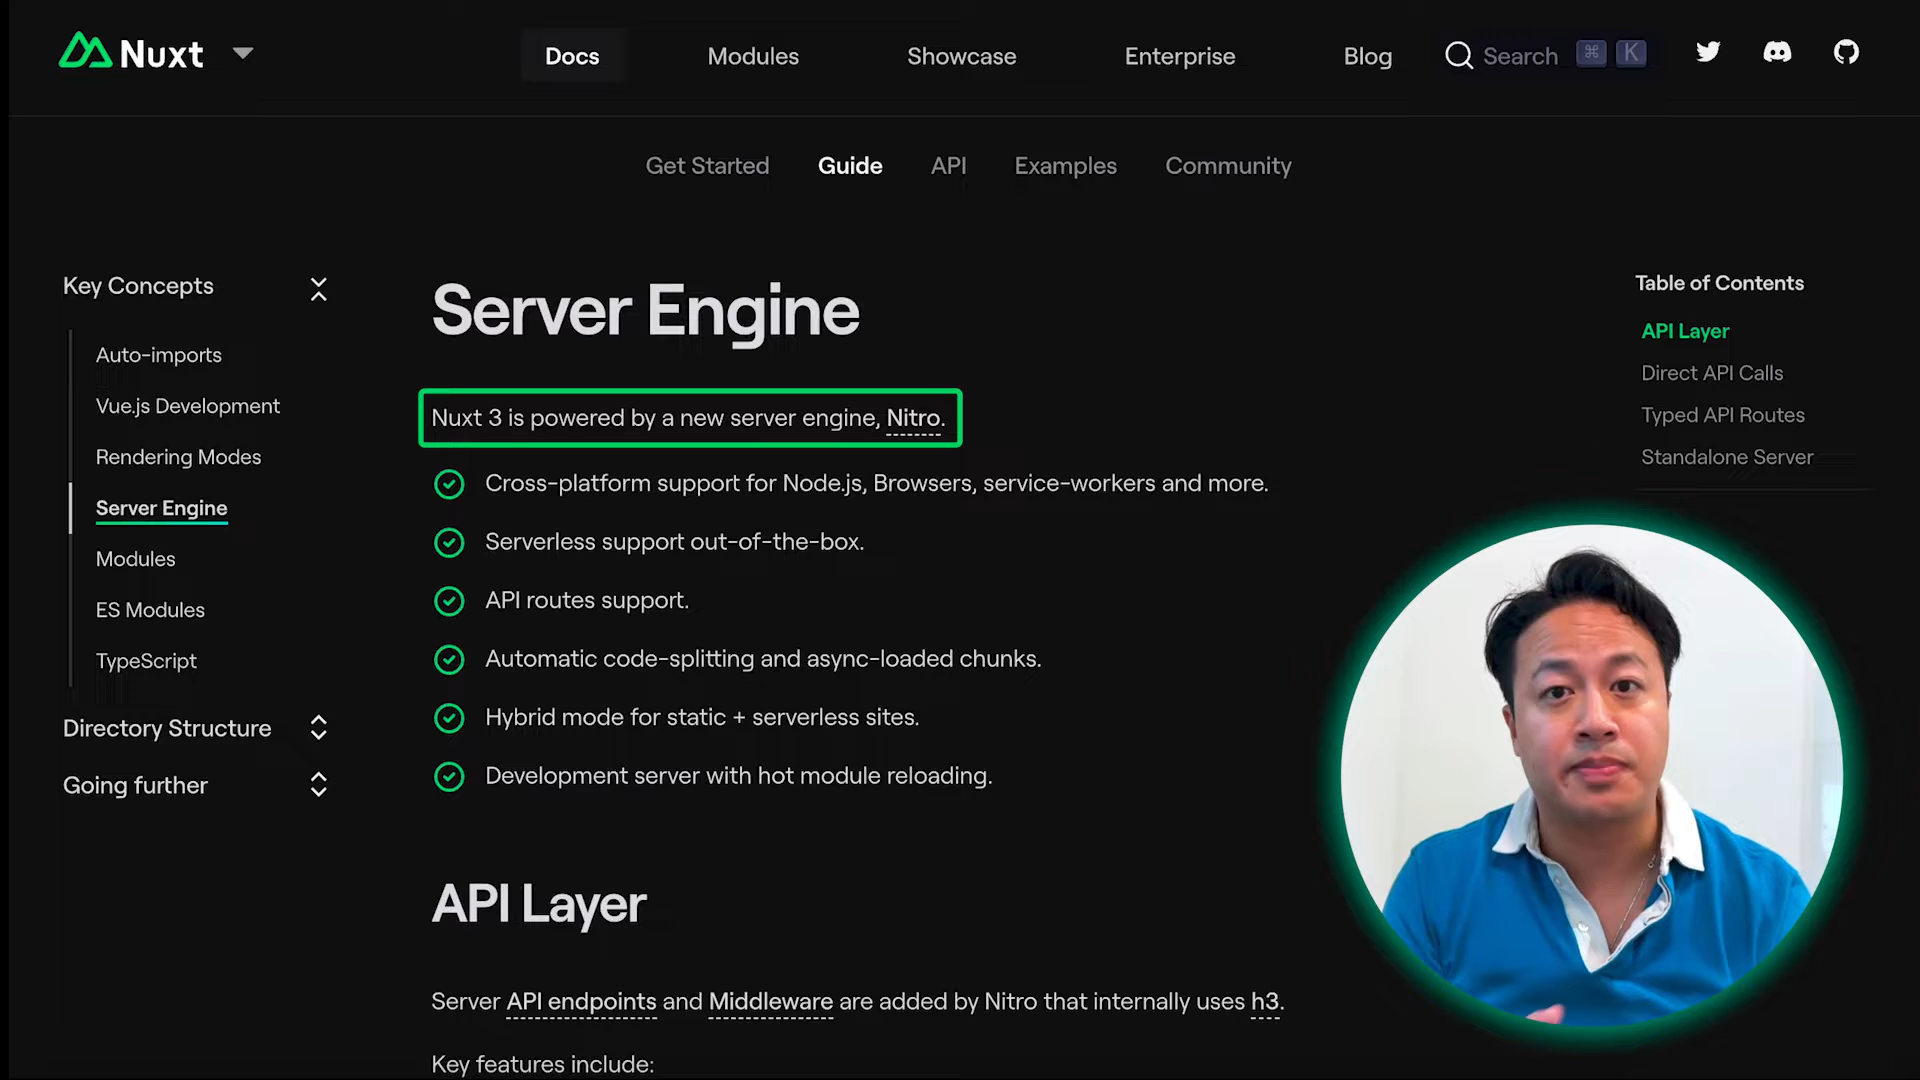 Nuxt
Docs
Modules
Showcase
Enterprise
Blog
Search ⌘ K
Get Started
Guide
API
Examples
Community
Key Concepts
Auto-imports
Vue.js Development
Rendering Modes
Server Engine
Modules
ES Modules
TypeScript
Directory Structure
Going further
Server Engine
Nuxt 3 is powered by a new server engine, Nitro.
Cross-platform support for Node.js, Browsers, service-workers and more.
Serverless support out-of-the-box.
API routes support.
Automatic code-splitting and async-loaded chunks.
Hybrid mode for static + serverless sites.
Development server with hot module reloading.
API Layer
Server API endpoints and Middleware are added by Nitro that internally uses h3.
Key features include:
Table of Contents
API Layer
Direct API Calls
Typed API Routes
Standalone Server